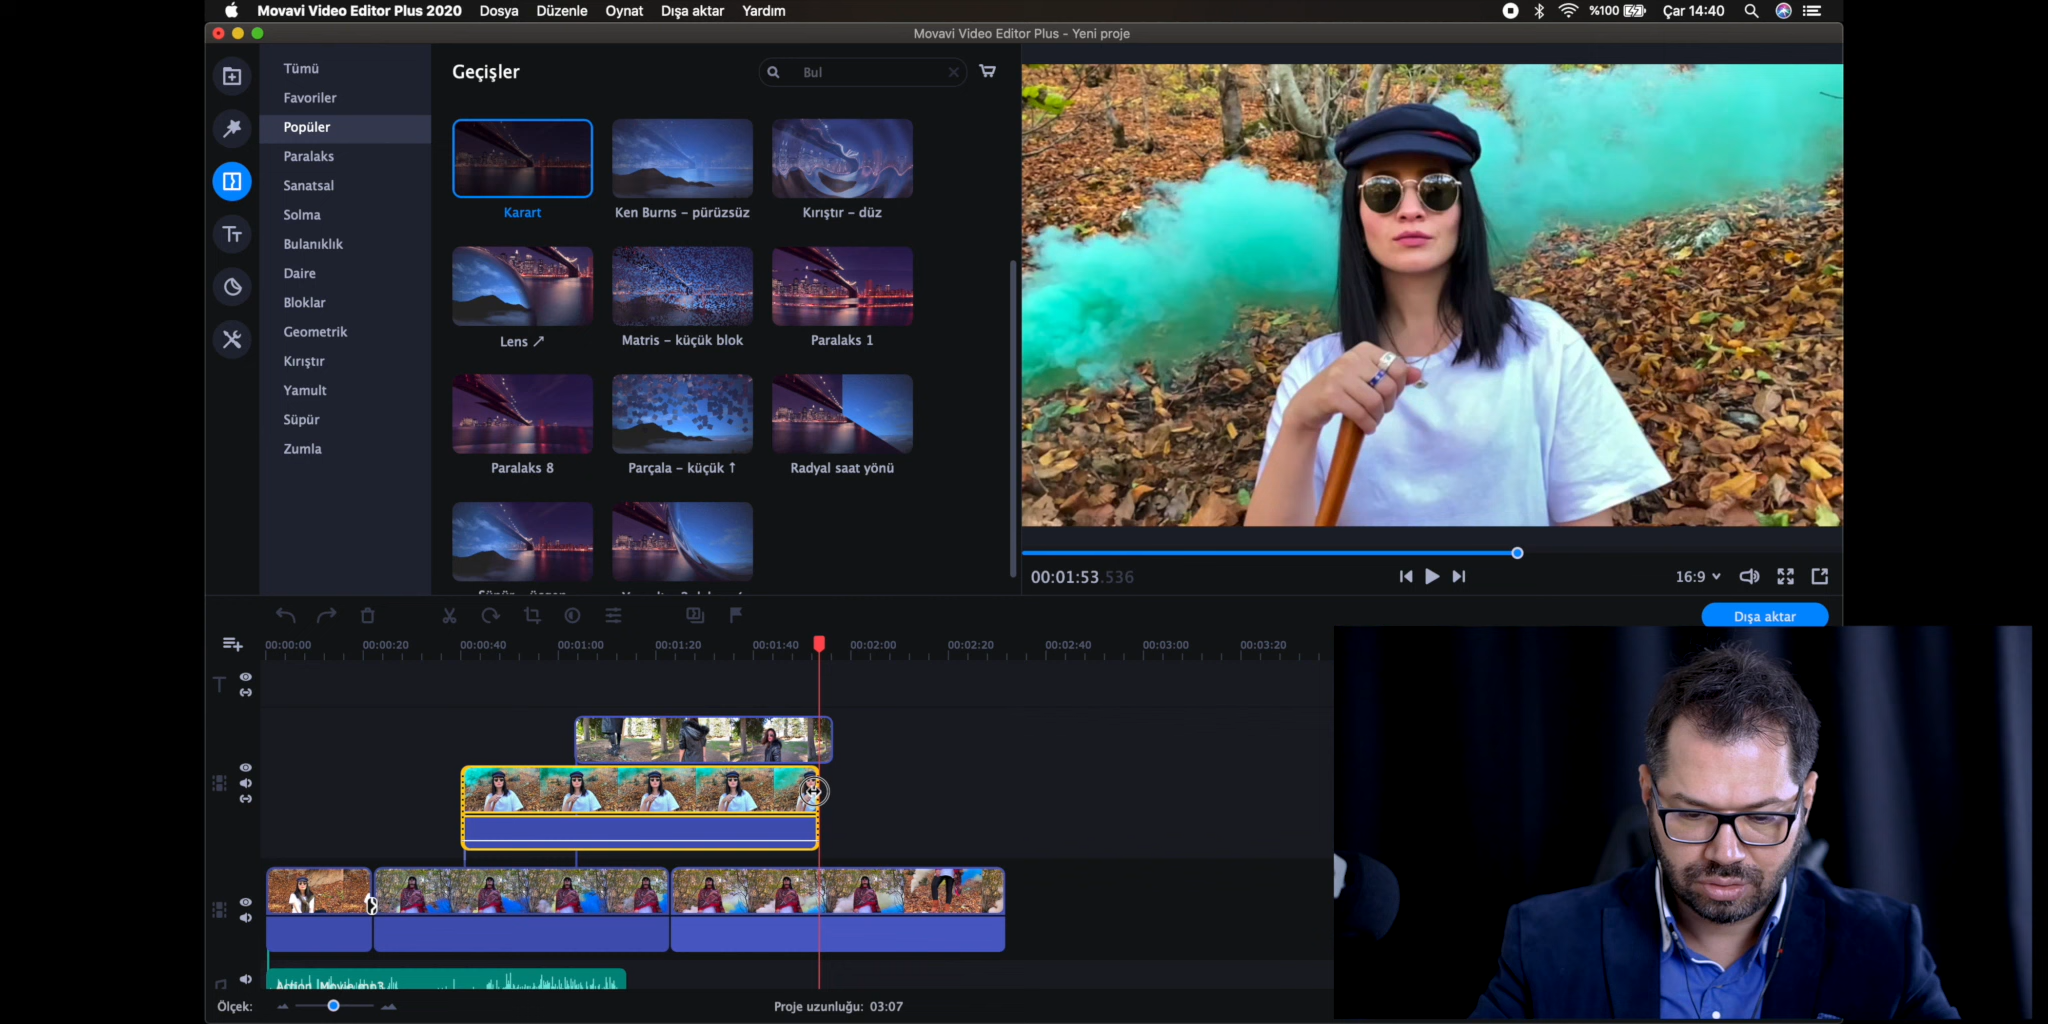 Movavi Video Editor Plus 2020 Dosya Düzenle Oynat Dışa aktar Yardım %100 Çar 14:40
Movavi Video Editor Plus – Yeni proje
Tümü
Favoriler
Popüler
Paralaks
Sanatsal
Solma
Bulanıklık
Daire
Bloklar
Geometrik
Kırıştır
Yamult
Süpür
Zumla
Geçişler
Bul
Karart
Ken Burns – pürüzsüz
Kırıştır – düz
Lens ↗
Matris – küçük blok
Paralaks 1
Paralaks 8
Parçala – küçük ↑
Radyal saat yönü
00:01:53.536
16:9
Dışa aktar
00:00:00 00:00:20 00:00:40 00:01:00 00:01:20 00:01:40 00:02:00 00:02:20 00:02:40 00:03:00 00:03:20
Action_Movie.mp3
Ölçek:
Proje uzunluğu: 03:07